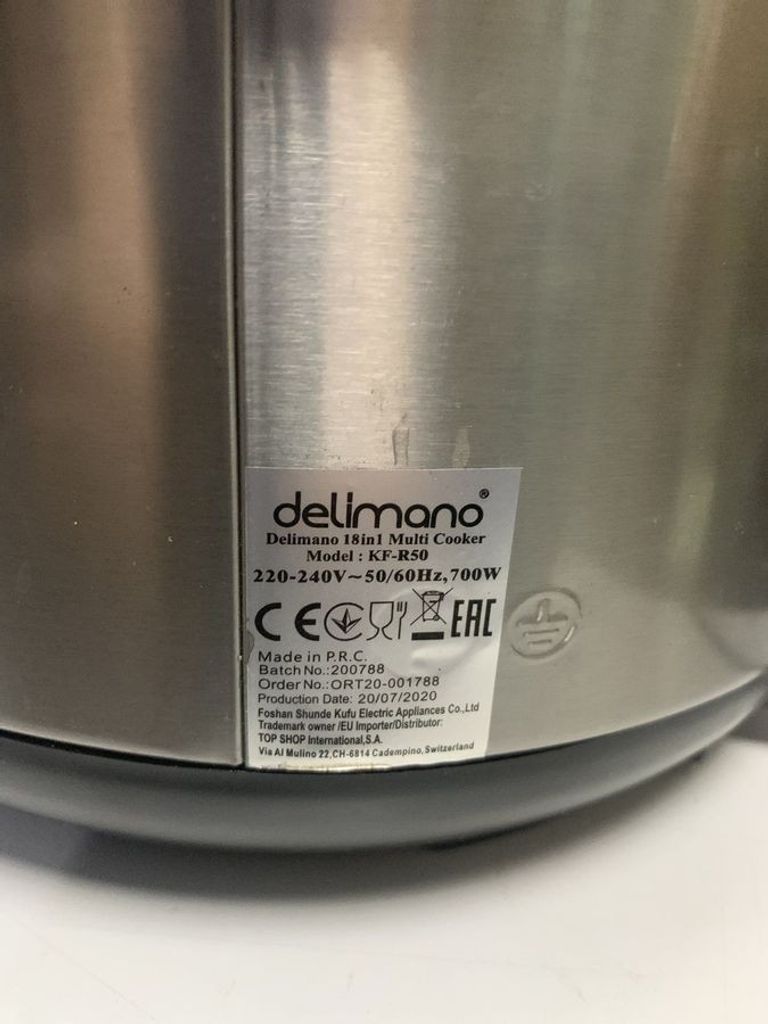 delimano®
Delimano 18in1 Multi Cooker
Model : KF-R50
220-240V~50/60Hz,700W
CE EAC
Made in P.R.C.
Batch No.:200788
Order No.:ORT20-001788
Production Date: 20/07/2020
Foshan Shunde Kufu Electric Appliances Co.,Ltd
Trademark owner /EU Importer/Distributor:
TOP SHOP International,S.A.
Via Al Mulino 22,CH-6814 Cadempino,Switzerland